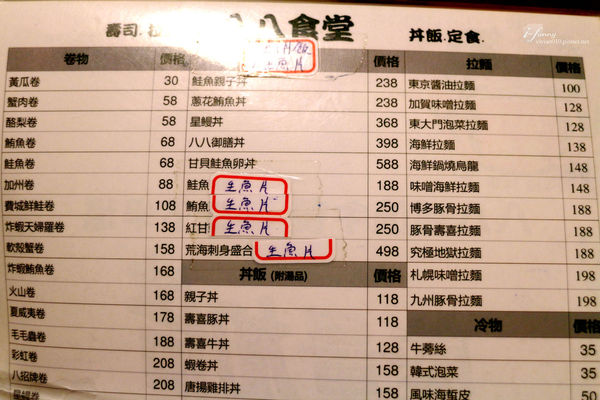 八八食堂
丼飯.定食.
壽司.
卷物 價格
黃瓜卷 30
蟹肉卷 58
酪梨卷 58
鮪魚卷 68
鮭魚卷 68
加州卷 88
費城鮮鮭卷 108
炸蝦天婦羅卷 138
軟殼蟹卷 158
炸蝦鮪魚卷 168
火山卷 168
夏威夷卷 178
毛毛蟲卷 188
彩虹卷 208
八招牌卷 208
星鰻卷
生魚片 價格
鮭魚親子丼 238
蔥花鮪魚丼 238
星鰻丼 368
八八御膳丼 398
甘貝鮭魚卵丼 588
鮭魚 生魚片 188
鮪魚 生魚片 250
紅甘 生魚片 250
荒海刺身盛合 生魚片 498
丼飯 (附湯品) 價格
親子丼 118
壽喜豚丼 118
壽喜牛丼 128
蝦卷丼 158
唐揚雞排丼 158
拉麵 價格
東京醬油拉麵 100
加賀味噌拉麵 128
東大門泡菜拉麵 128
海鮮拉麵 138
海鮮鍋燒烏龍 148
味噌海鮮拉麵 148
博多豚骨拉麵 188
豚骨壽喜拉麵 188
究極地獄拉麵 198
札幌味噌拉麵 198
九州豚骨拉麵 198
冷物 價格
牛蒡絲 35
韓式泡菜 35
風味海蜇皮 50